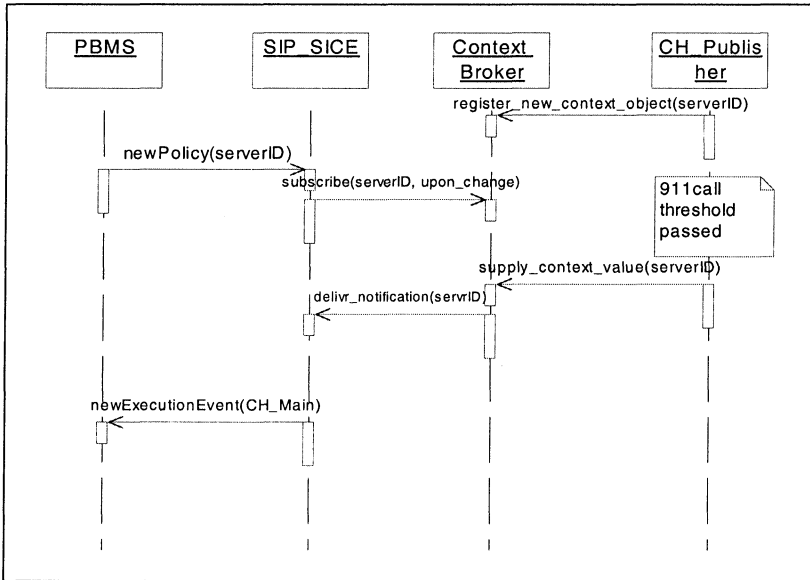 PBMS
SIP_SICE
Context
Broker
CH_Publis
her
register_new_context_object(serverID)
newPolicy(serverID)
subscribe(serverID, upon_change)
911call
threshold
passed
supply_context_value(serverID)
delivr_notification(servrID)
newExecutionEvent(CH_Main)